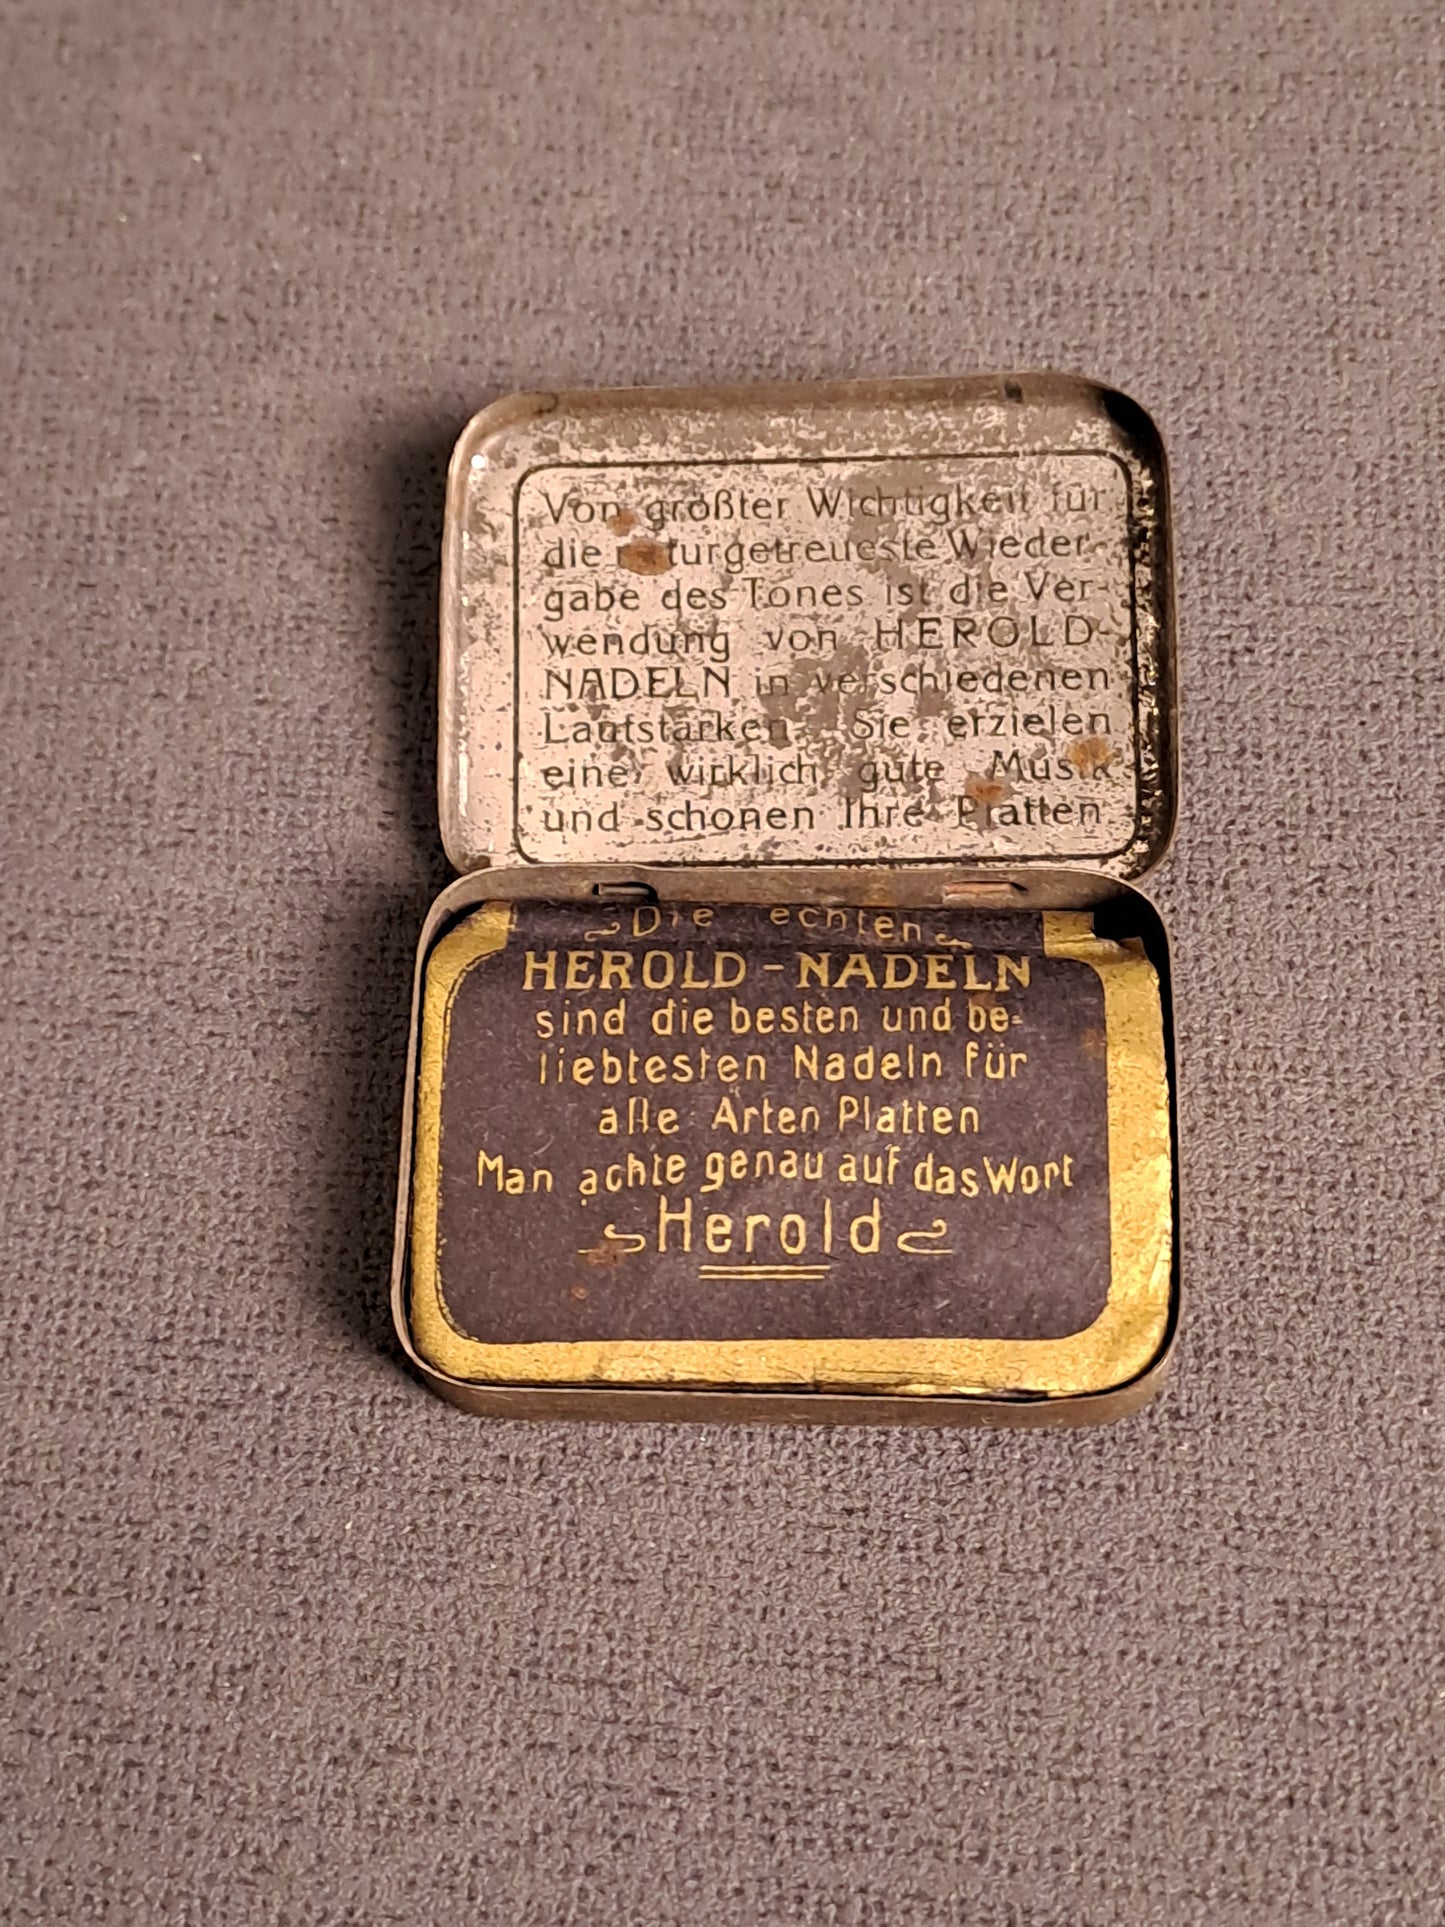 Von größter Wichtigkeit für
die naturgetreueste Wieder-
gabe des Tones ist die Ver-
wendung von HEROLD-
NADELN in verschiedenen
Lautstärken. Sie erzielen
eine wirklich gute Musik
und schonen Ihre Platten.
Die echten
HEROLD-NADELN
sind die besten und be-
liebtesten Nadeln für
alle Arten Platten
Man achte genau auf das Wort
Herold